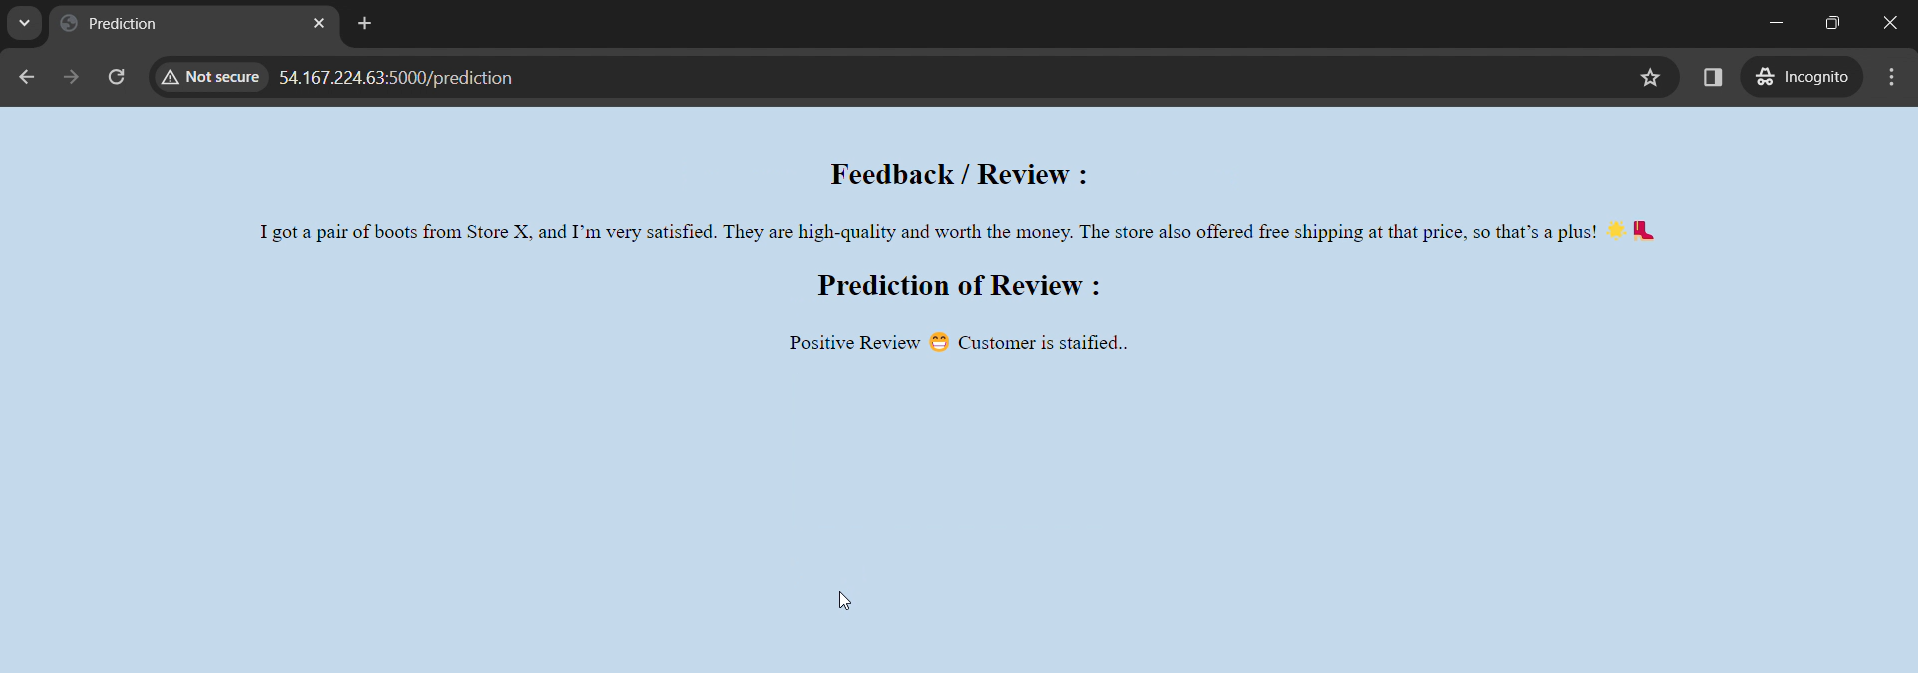 Prediction
Not secure 54.167.224.63:5000/prediction Incognito
Feedback / Review :
I got a pair of boots from Store X, and I’m very satisfied. They are high-quality and worth the money. The store also offered free shipping at that price, so that’s a plus! 🌟👢
Prediction of Review :
Positive Review 😁 Customer is staified..